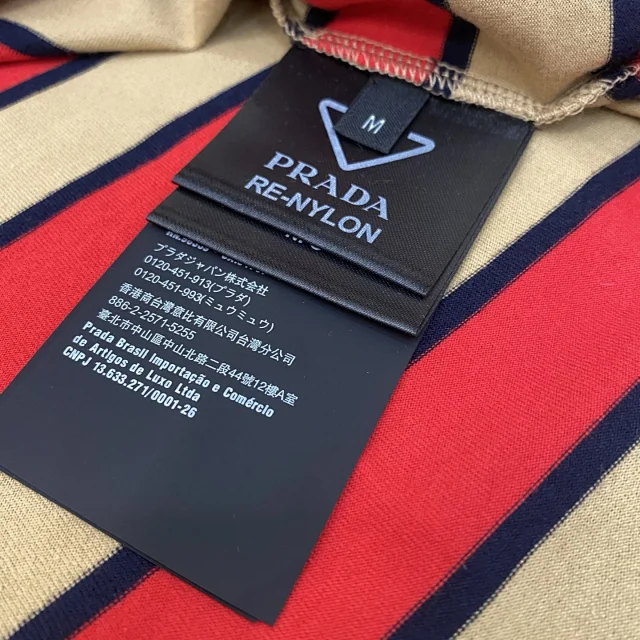 M
PRADA
RE-NYLON
プラダジャパン株式会社
0120-451-913(プラダ)
0120-451-993(ミュウミュウ)
香港商台灣意比有限公司台灣分公司
886-2-2571-5255
臺北市中山區中山北路二段44號12樓A室
Prada Brasil Importação e Comércio
de Artigos de Luxo Ltda
CNPJ 13.633.271/0001-26